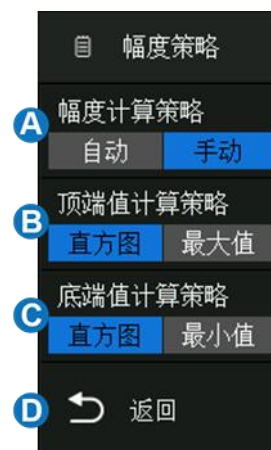 幅度策略
A
幅度计算策略
自动 手动
B
顶端值计算策略
直方图 最大值
C
底端值计算策略
直方图 最小值
D
返回